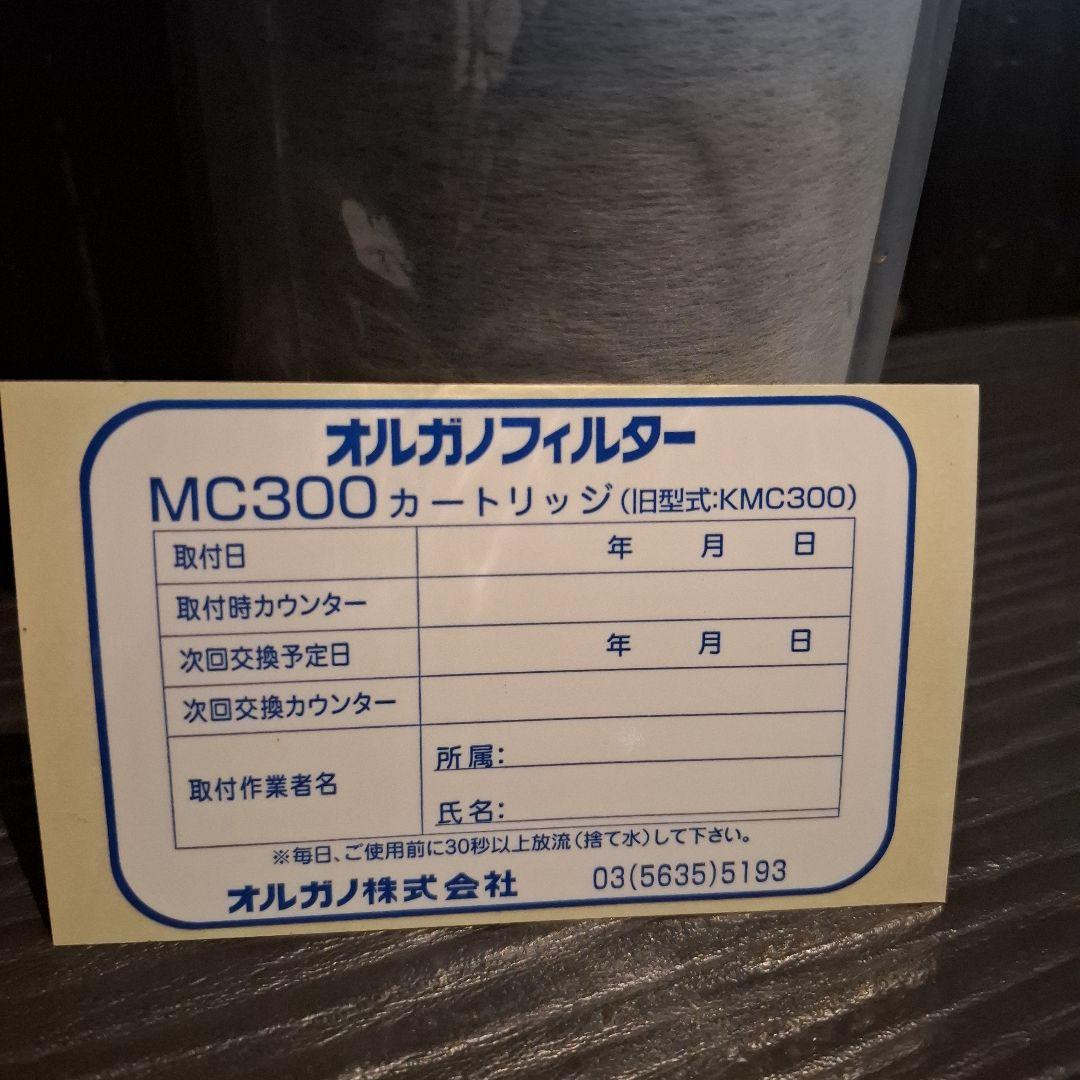 オルガノフィルター
MC300カートリッジ(旧型式:KMC300)
取付日 年 月 日
取付時カウンター
次回交換予定日 年 月 日
次回交換カウンター
取付作業者名
所属:
氏名:
※毎日、ご使用前に30秒以上放流(捨て水)して下さい。
オルガノ株式会社 03(5635)5193